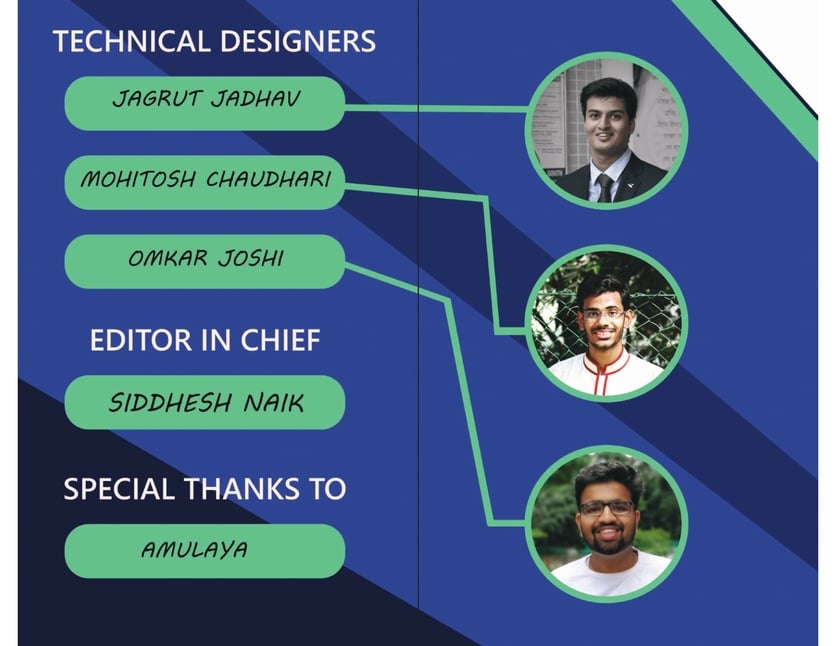 TECHNICAL DESIGNERS
JAGRUT JADHAV
MOHITOSH CHAUDHARI
OMKAR JOSHI
EDITOR IN CHIEF
SIDDHESH NAIK
SPECIAL THANKS TO
AMULAYA